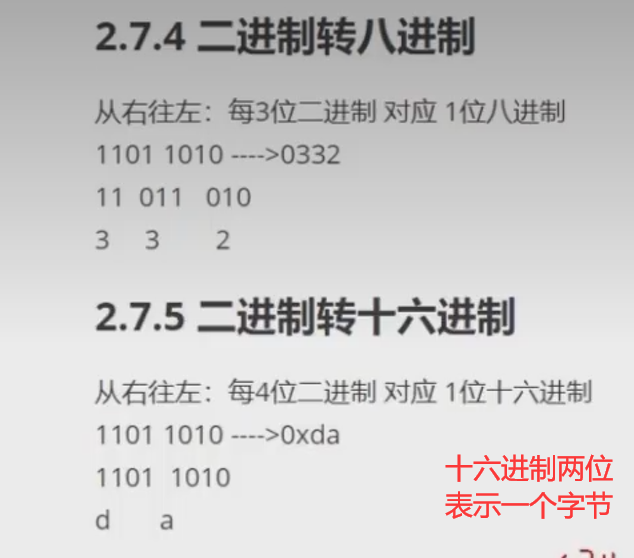 2.7.4 二进制转八进制
从右往左：每3位二进制 对应 1位八进制
1101 1010 ---->0332
11 011 010
3 3 2
2.7.5 二进制转十六进制
从右往左：每4位二进制 对应 1位十六进制
1101 1010 ---->0xda
1101 1010
d a
十六进制两位
表示一个字节